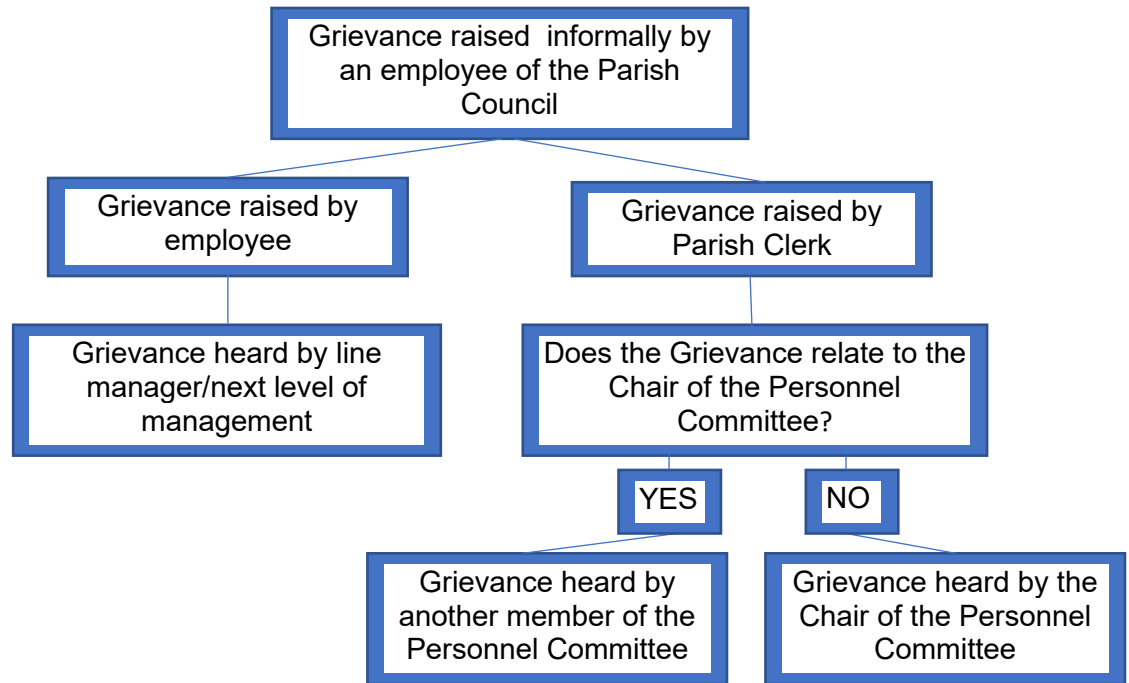 Grievance raised  informally by
an employee of the Parish
Council
Grievance raised by
employee
Grievance raised by
Parish Clerk
Grievance heard by line
manager/next level of
management
Does the Grievance relate to the
Chair of the Personnel
Committee?
YES
NO
Grievance heard by
another member of the
Personnel Committee
Grievance heard by the
Chair of the Personnel
Committee